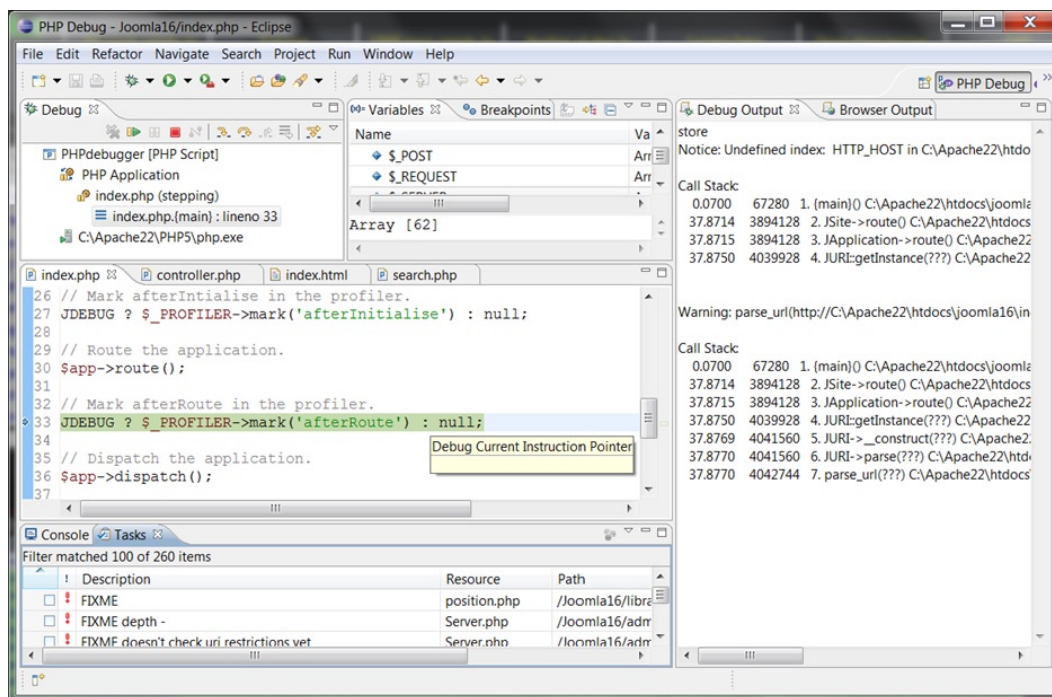 PHP Debug - Joomla16/index.php - Eclipse
File Edit Refactor Navigate Search Project Run Window Help
PHP Debug
Debug
PHPdebugger [PHP Script]
PHP Application
index.php (stepping)
index.php.{main} : lineno 33
C:\Apache22\PHP5\php.exe
Variables
Breakpoints
Name Va
$_POST Arr
$_REQUEST Arr
Array [62]
Debug Output
Browser Output
store
Notice: Undefined index: HTTP_HOST in C:\Apache22\htdo
Call Stack:
0.0700 67280 1. {main}() C:\Apache22\htdocs\joomla
37.8714 3894128 2. JSite->route() C:\Apache22\htdocs
37.8715 3894128 3. JApplication->route() C:\Apache22
37.8750 4039928 4. JURI::getInstance(???) C:\Apache22
Warning: parse_url(http://C:\Apache22\htdocs\joomla16\in
Call Stack:
0.0700 67280 1. {main}() C:\Apache22\htdocs\joomla
37.8714 3894128 2. JSite->route() C:\Apache22\htdocs
37.8715 3894128 3. JApplication->route() C:\Apache22
37.8750 4039928 4. JURI::getInstance(???) C:\Apache22
37.8769 4041560 5. JURI->__construct(???) C:\Apache2
37.8770 4041560 6. JURI->parse(???) C:\Apache22\htd
37.8770 4042744 7. parse_url(???) C:\Apache22\htdocs
index.php
controller.php
index.html
search.php
26 // Mark afterIntialise in the profiler.
27 JDEBUG ? $_PROFILER->mark('afterInitialise') : null;
28
29 // Route the application.
30 $app->route();
31
32 // Mark afterRoute in the profiler.
33 JDEBUG ? $_PROFILER->mark('afterRoute') : null;
34
Debug Current Instruction Pointer
35 // Dispatch the application.
36 $app->dispatch();
37
Console
Tasks
Filter matched 100 of 260 items
! Description Resource Path
FIXME position.php /Joomla16/libra
FIXME depth - Server.php /Joomla16/adm
FIXME doesn't check uri restrictions yet Server.php /Joomla16/adm